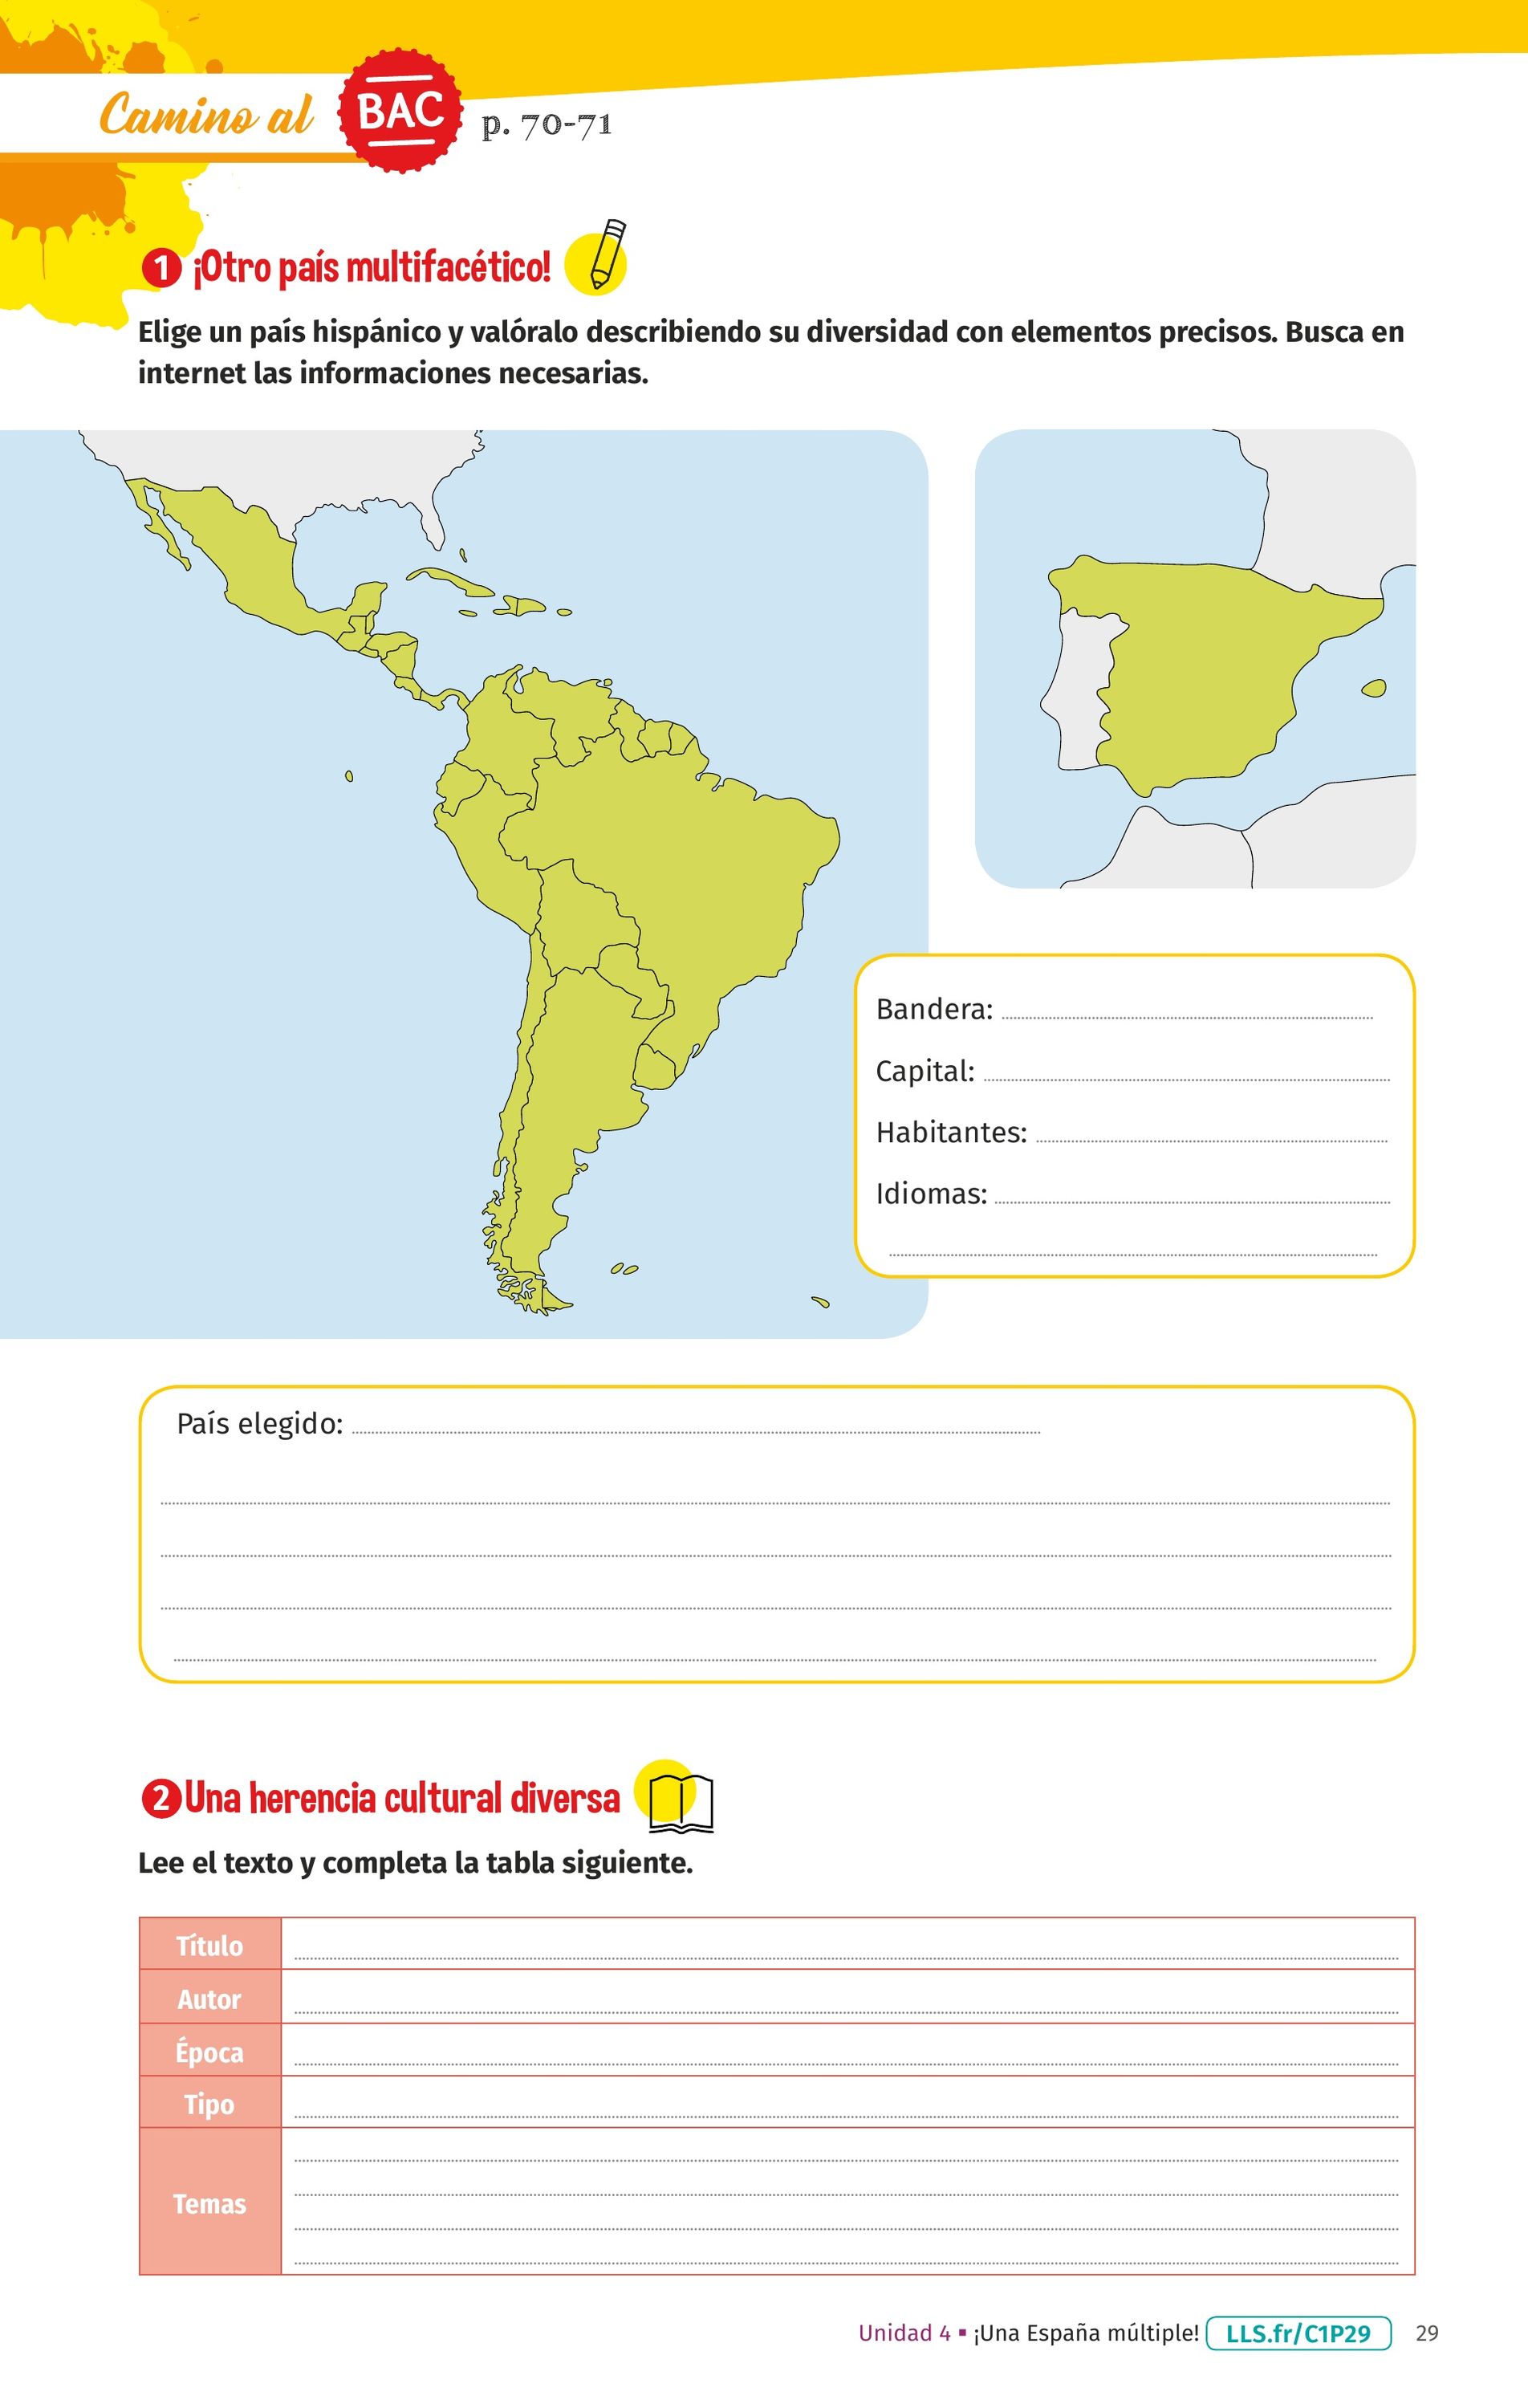 Camino al BAC p. 70-71
1 ¡Otro país multifacético!
Elige un país hispánico y valóralo describiendo su diversidad con elementos precisos. Busca en
internet las informaciones necesarias.
Bandera:
Capital:
Habitantes:
Idiomas:
País elegido:
2 Una herencia cultural diversa
Lee el texto y completa la tabla siguiente.
Título
Autor
Época
Tipo
Temas
Unidad 4 ▪ ¡Una España múltiple! LLS.fr/C1P29 29